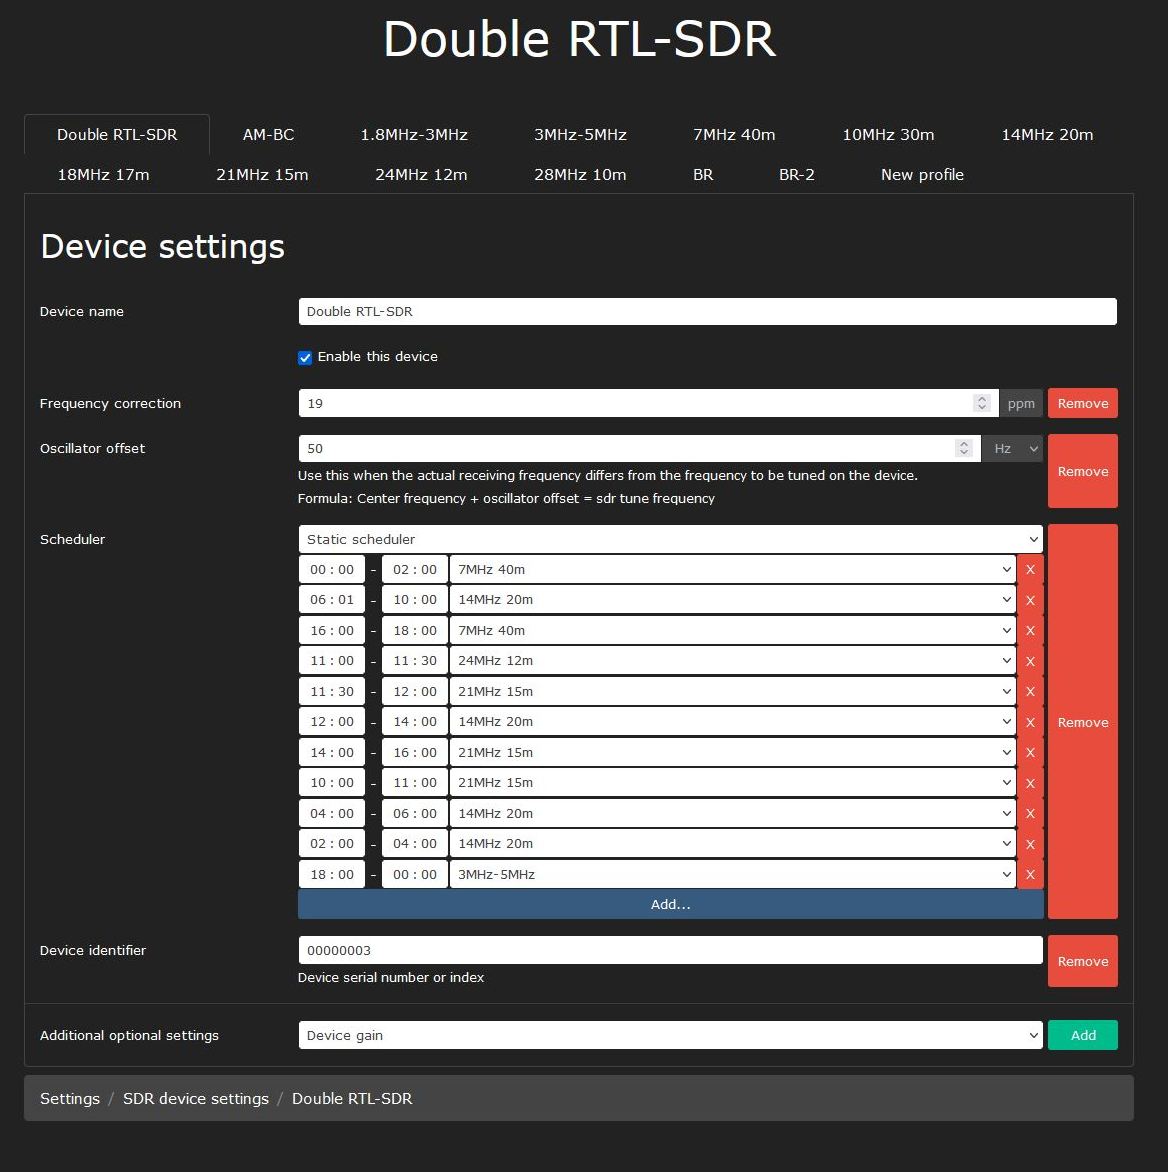 Double RTL-SDR
Double RTL-SDR AM-BC 1.8MHz-3MHz 3MHz-5MHz 7MHz 40m 10MHz 30m 14MHz 20m
18MHz 17m 21MHz 15m 24MHz 12m 28MHz 10m BR BR-2 New profile
Device settings
Device name Double RTL-SDR
Enable this device
Frequency correction 19 ppm Remove
Oscillator offset 50 Hz
Use this when the actual receiving frequency differs from the frequency to be tuned on the device. Remove
Formula: Center frequency + oscillator offset = sdr tune frequency
Scheduler Static scheduler
00 : 00 - 02 : 00 7MHz 40m X
06 : 01 - 10 : 00 14MHz 20m X
16 : 00 - 18 : 00 7MHz 40m X
11 : 00 - 11 : 30 24MHz 12m X
11 : 30 - 12 : 00 21MHz 15m X
12 : 00 - 14 : 00 14MHz 20m X Remove
14 : 00 - 16 : 00 21MHz 15m X
10 : 00 - 11 : 00 21MHz 15m X
04 : 00 - 06 : 00 14MHz 20m X
02 : 00 - 04 : 00 14MHz 20m X
18 : 00 - 00 : 00 3MHz-5MHz X
Add...
Device identifier 00000003 Remove
Device serial number or index
Additional optional settings Device gain Add
Settings / SDR device settings / Double RTL-SDR